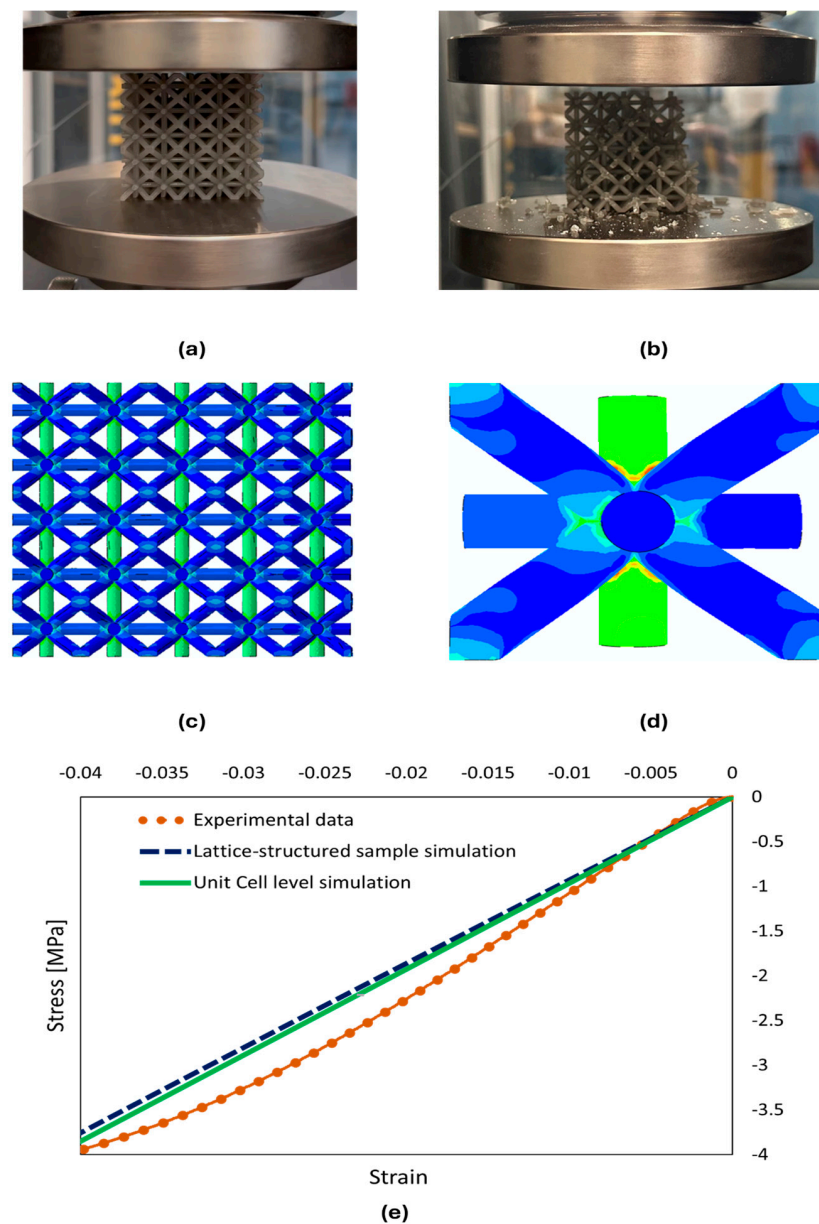 (a)
(b)
(c)
(d)
-0.04 -0.035 -0.03 -0.025 -0.02 -0.015 -0.01 -0.005 0
0
-0.5
-1
-1.5
-2
-2.5
-3
-3.5
-4
Experimental data
Lattice-structured sample simulation
Unit Cell level simulation
Stress [MPa]
Strain
(e)